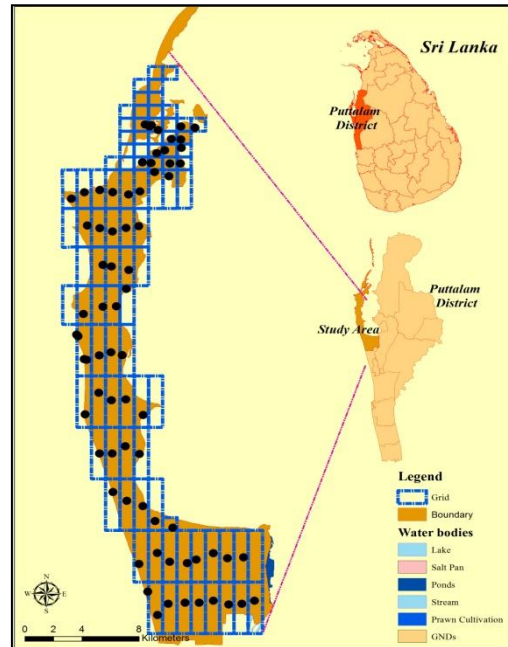 Sri Lanka
Puttalam
District
Puttalam
District
Study Area
Legend
Grid
Boundary
Water bodies
Lake
Salt Pan
Ponds
Stream
Prawn Cultivation
GNDs
N
W E
S
0 2 4 8
Kilometers